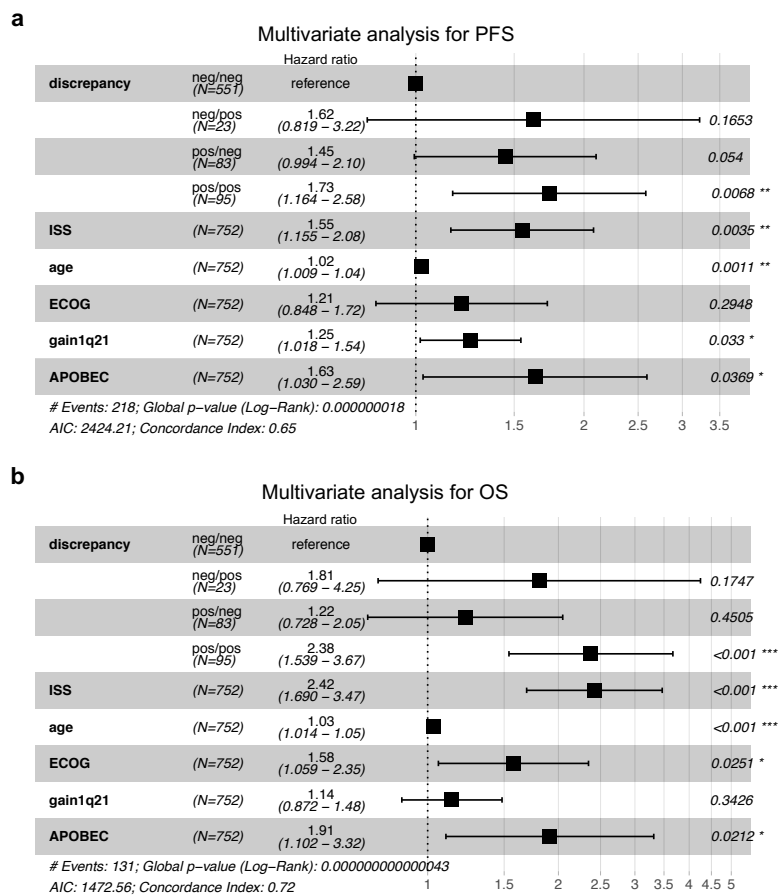 a
Multivariate analysis for PFS
Hazard ratio
discrepancy neg/neg (N=551) reference
neg/pos (N=23) 1.62 (0.819 – 3.22) 0.1653
pos/neg (N=83) 1.45 (0.994 – 2.10) 0.054
pos/pos (N=95) 1.73 (1.164 – 2.58) 0.0068 **
ISS (N=752) 1.55 (1.155 – 2.08) 0.0035 **
age (N=752) 1.02 (1.009 – 1.04) 0.0011 **
ECOG (N=752) 1.21 (0.848 – 1.72) 0.2948
gain1q21 (N=752) 1.25 (1.018 – 1.54) 0.033 *
APOBEC (N=752) 1.63 (1.030 – 2.59) 0.0369 *
# Events: 218; Global p−value (Log−Rank): 0.000000018
AIC: 2424.21; Concordance Index: 0.65
1 1.5 2 2.5 3 3.5
b
Multivariate analysis for OS
Hazard ratio
discrepancy neg/neg (N=551) reference
neg/pos (N=23) 1.81 (0.769 – 4.25) 0.1747
pos/neg (N=83) 1.22 (0.728 – 2.05) 0.4505
pos/pos (N=95) 2.38 (1.539 – 3.67) <0.001 ***
ISS (N=752) 2.42 (1.690 – 3.47) <0.001 ***
age (N=752) 1.03 (1.014 – 1.05) <0.001 ***
ECOG (N=752) 1.58 (1.059 – 2.35) 0.0251 *
gain1q21 (N=752) 1.14 (0.872 – 1.48) 0.3426
APOBEC (N=752) 1.91 (1.102 – 3.32) 0.0212 *
# Events: 131; Global p−value (Log−Rank): 0.000000000000043
AIC: 1472.56; Concordance Index: 0.72
1 1.5 2 2.5 3 3.5 4 4.5 5